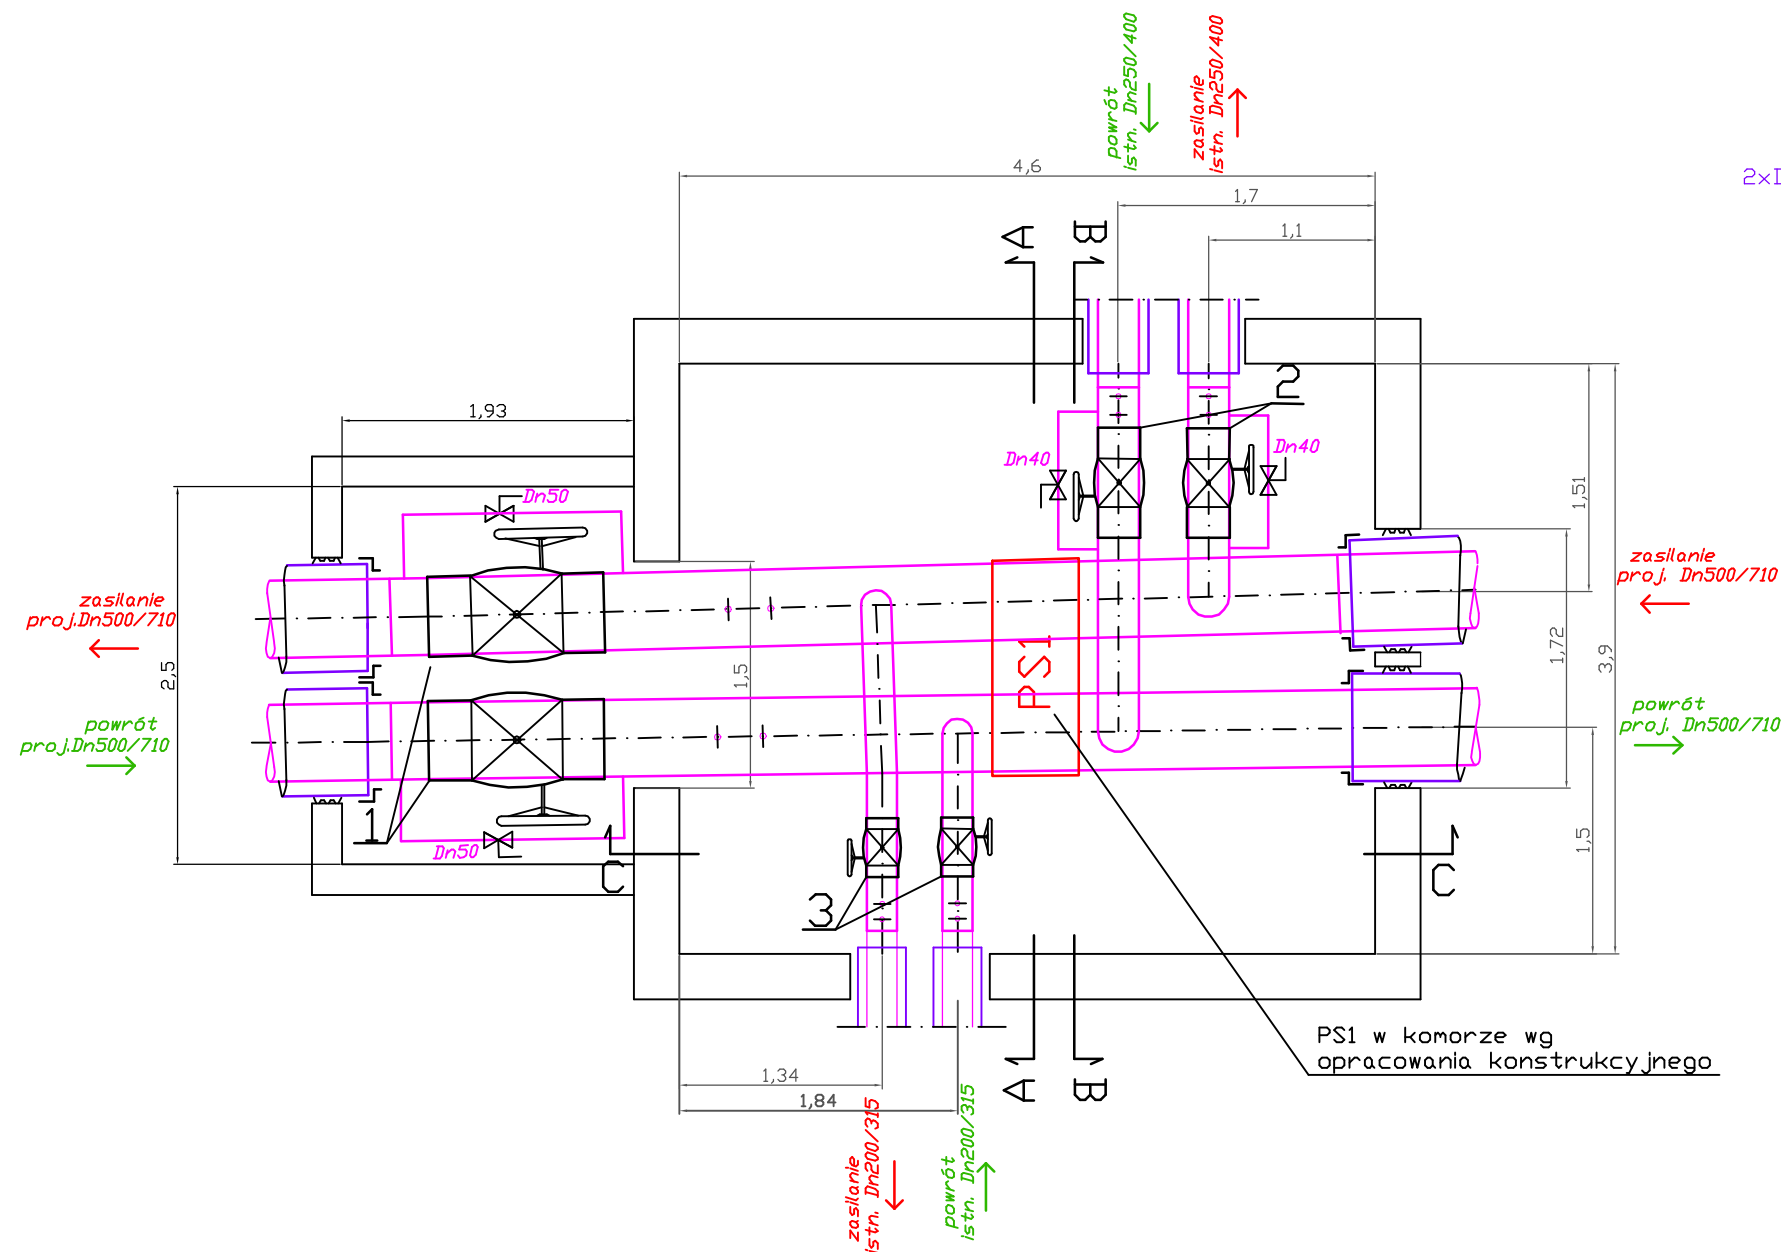 powrót
istn. Dn250/400
zasilanie
istn. Dn250/400
4,6
1,7
1,1
A
B
2
1,93
Dn40
Dn40
Dn50
1,51
zasilanie
proj.Dn500/710
zasilanie
proj. Dn500/710
2,5
1,5
PS1
1,72
3,9
powrót
proj.Dn500/710
powrót
proj. Dn500/710
1
Dn50
1,5
C
C
3
PS1 w komorze wg
opracowania konstrukcyjnego
1,34
1,84
A
B
zasilanie
istn. Dn200/315
powrót
istn. Dn200/315